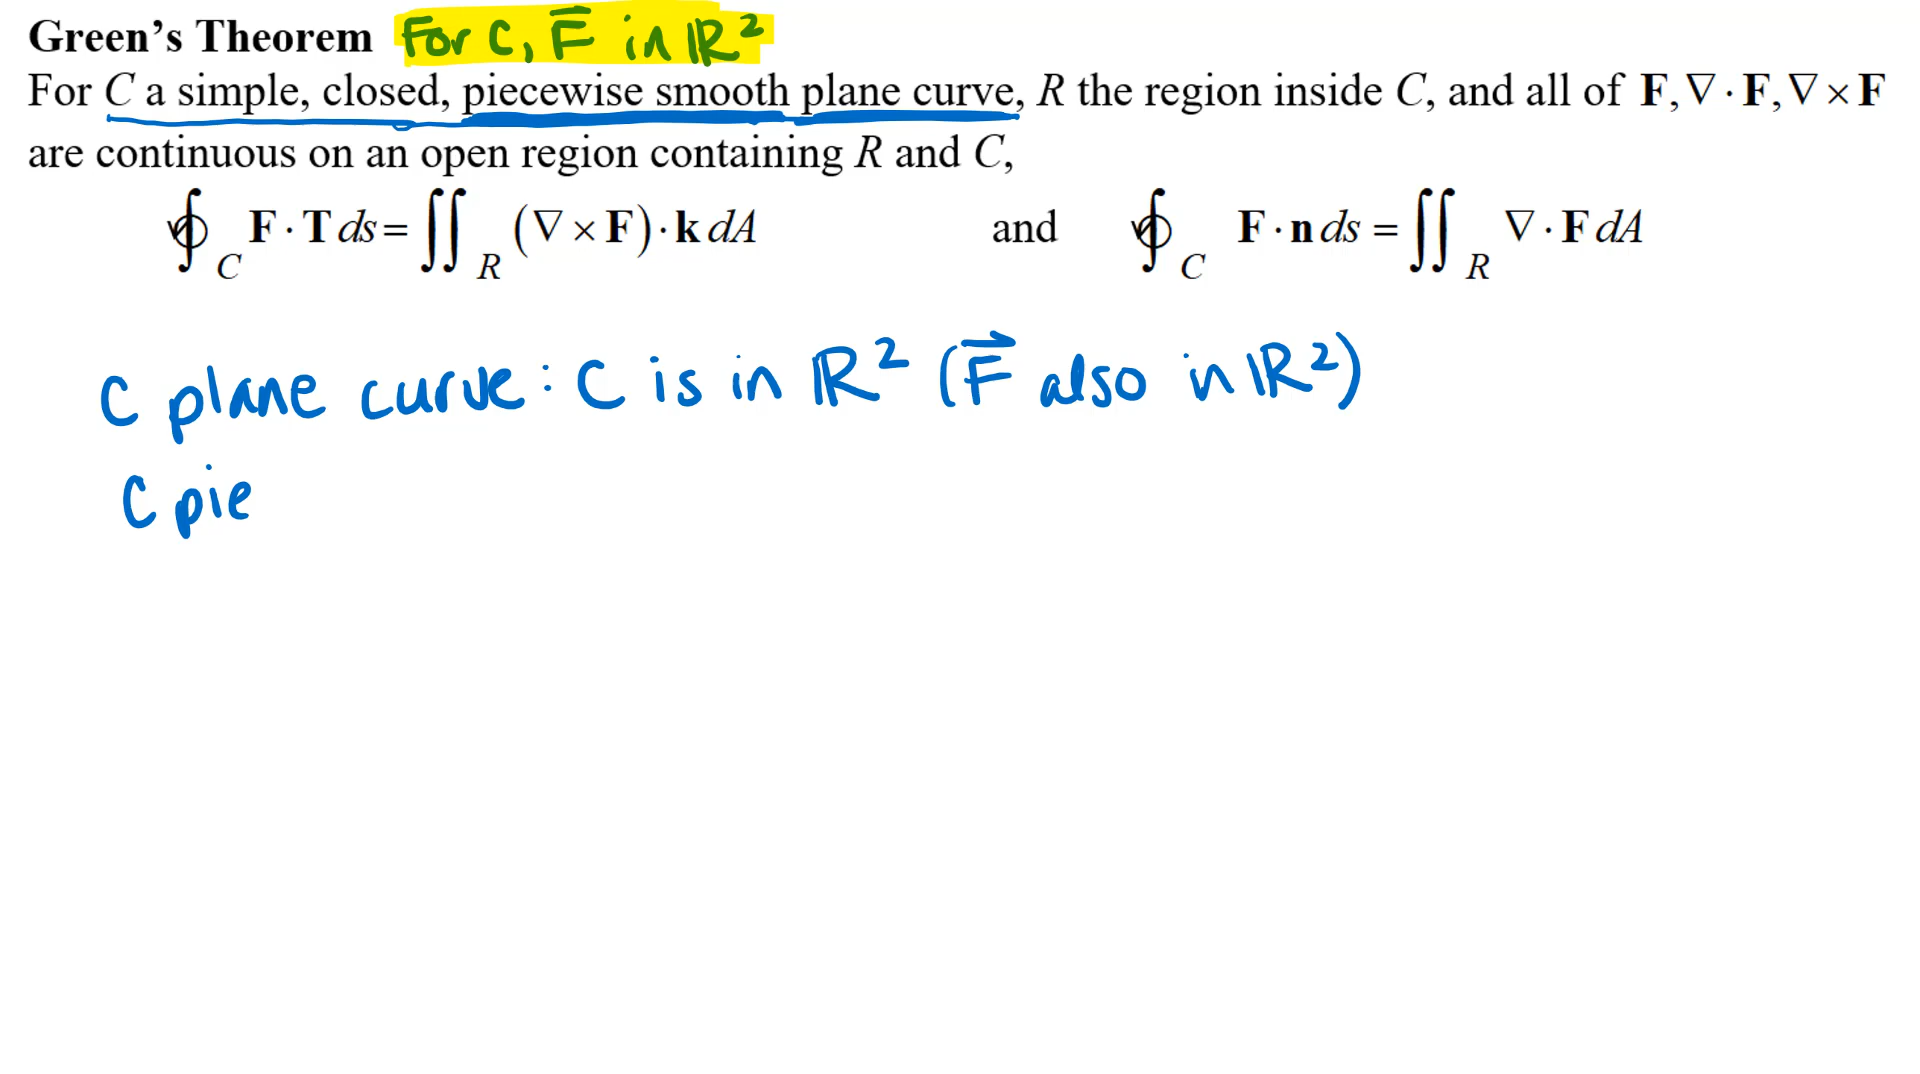 Green's Theorem For C, F⃗ in ℝ²
For C a simple, closed, piecewise smooth plane curve, R the region inside C, and all of F, ∇ · F, ∇ × F
are continuous on an open region containing R and C,
∮_C F · T ds = ∬_R (∇ × F) · k dA and ∮_C F · n ds = ∬_R ∇ · F dA
C plane curve: C is in ℝ² (F⃗ also in ℝ²)
C pie